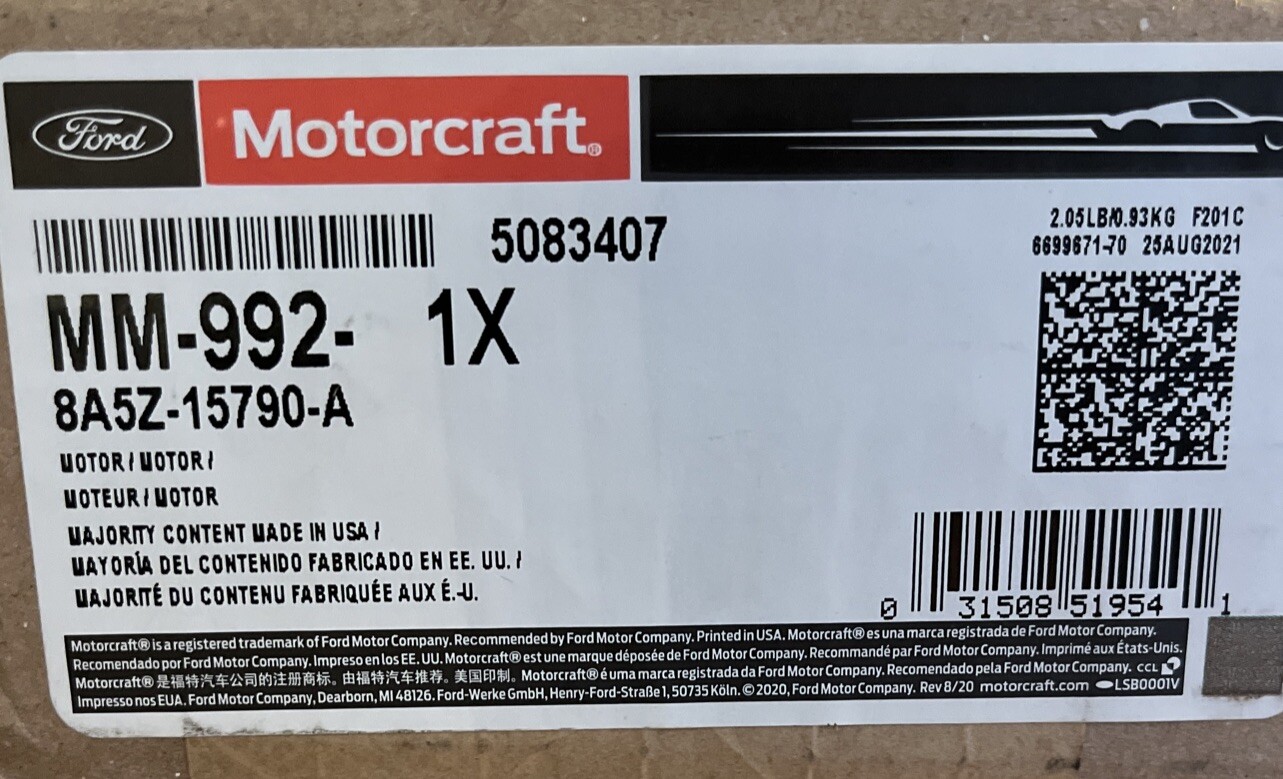 Ford
Motorcraft®
5083407
2.05LB/0.93KG F201C
6699671-70 25AUG2021
MM-992- 1X
8A5Z-15790-A
MOTOR / MOTOR /
MOTEUR / MOTOR
MAJORITY CONTENT MADE IN USA /
MAYORÍA DEL CONTENIDO FABRICADO EN EE. UU. /
MAJORITÉ DU CONTENU FABRIQUÉE AUX É.-U.
0 31508 51954 1
Motorcraft® is a registered trademark of Ford Motor Company. Recommended by Ford Motor Company. Printed in USA. Motorcraft® es una marca registrada de Ford Motor Company.
Recomendado por Ford Motor Company. Impreso en los EE. UU. Motorcraft® est une marque déposée de Ford Motor Company. Recommandé par Ford Motor Company. Imprimé aux États-Unis.
Motorcraft® 是福特汽车公司的注册商标。由福特汽车推荐。美国印制。Motorcraft® é uma marca registrada da Ford Motor Company. Recomendado pela Ford Motor Company. CCL
Impresso nos EUA. Ford Motor Company, Dearborn, MI 48126. Ford-Werke GmbH, Henry-Ford-Straße 1, 50735 Köln. © 2020, Ford Motor Company. Rev 8/20 motorcraft.com LSB0001V